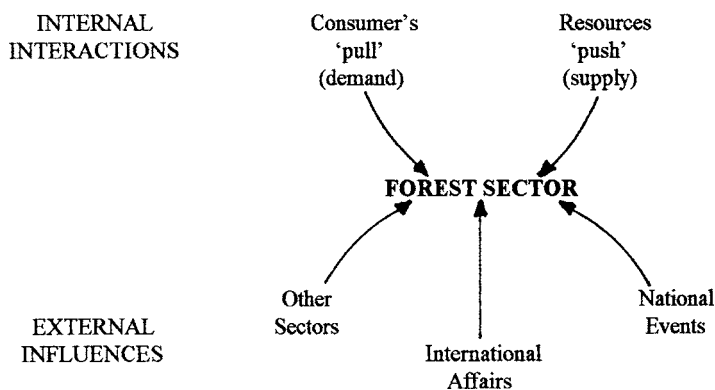 INTERNAL
INTERACTIONS
Consumer's
'pull'
(demand)
Resources
'push'
(supply)
FOREST SECTOR
Other
Sectors
National
Events
EXTERNAL
INFLUENCES
International
Affairs